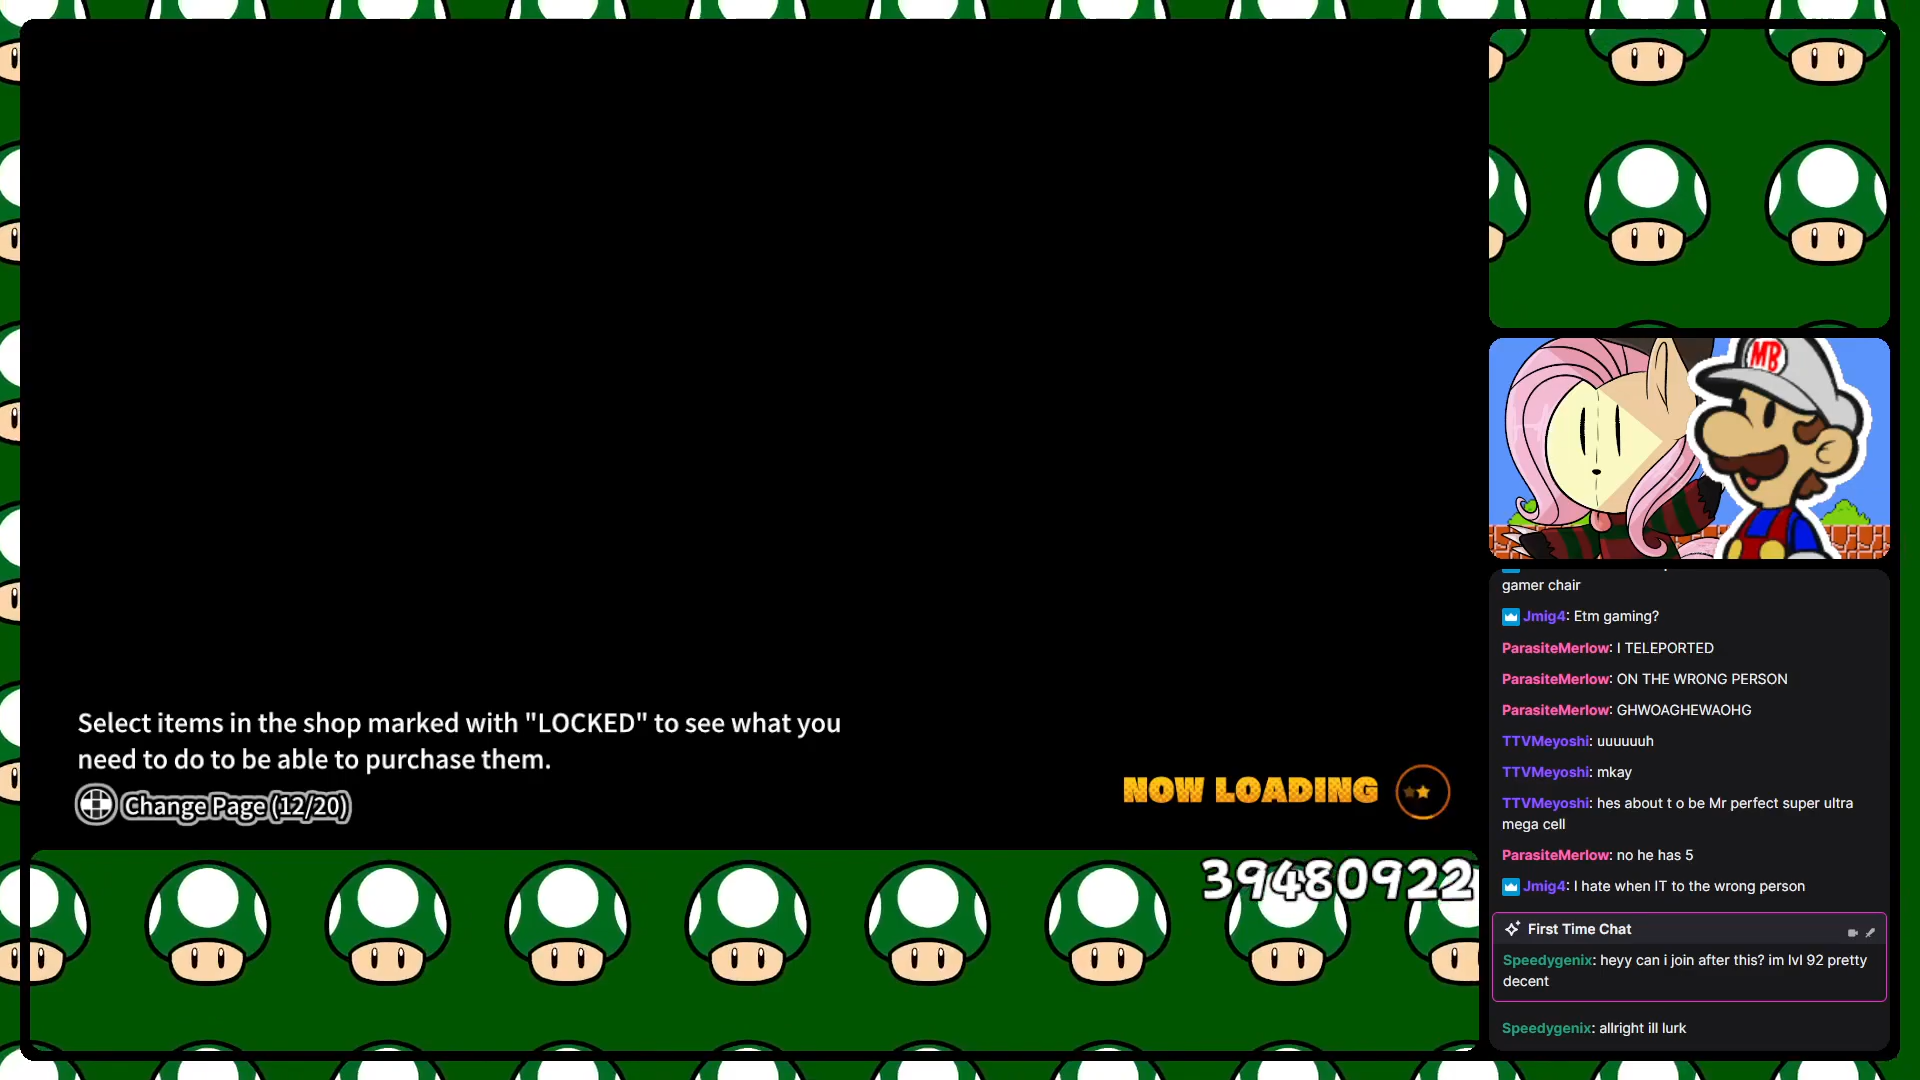 MB
gamer chair
Jmig4: Etm gaming?
ParasiteMerlow: I TELEPORTED
ParasiteMerlow: ON THE WRONG PERSON
ParasiteMerlow: GHWOAGHEWAOHG
TTVMeyoshi: uuuuuuh
TTVMeyoshi: mkay
TTVMeyoshi: hes about t o be Mr perfect super ultra
mega cell
ParasiteMerlow: no he has 5
Jmig4: I hate when IT to the wrong person
First Time Chat
Speedygenix: heyy can i join after this? im lvl 92 pretty
decent
Speedygenix: allright ill lurk
Select items in the shop marked with "LOCKED" to see what you
need to do to be able to purchase them.
Change Page (12/20)
NOW LOADING
39480922